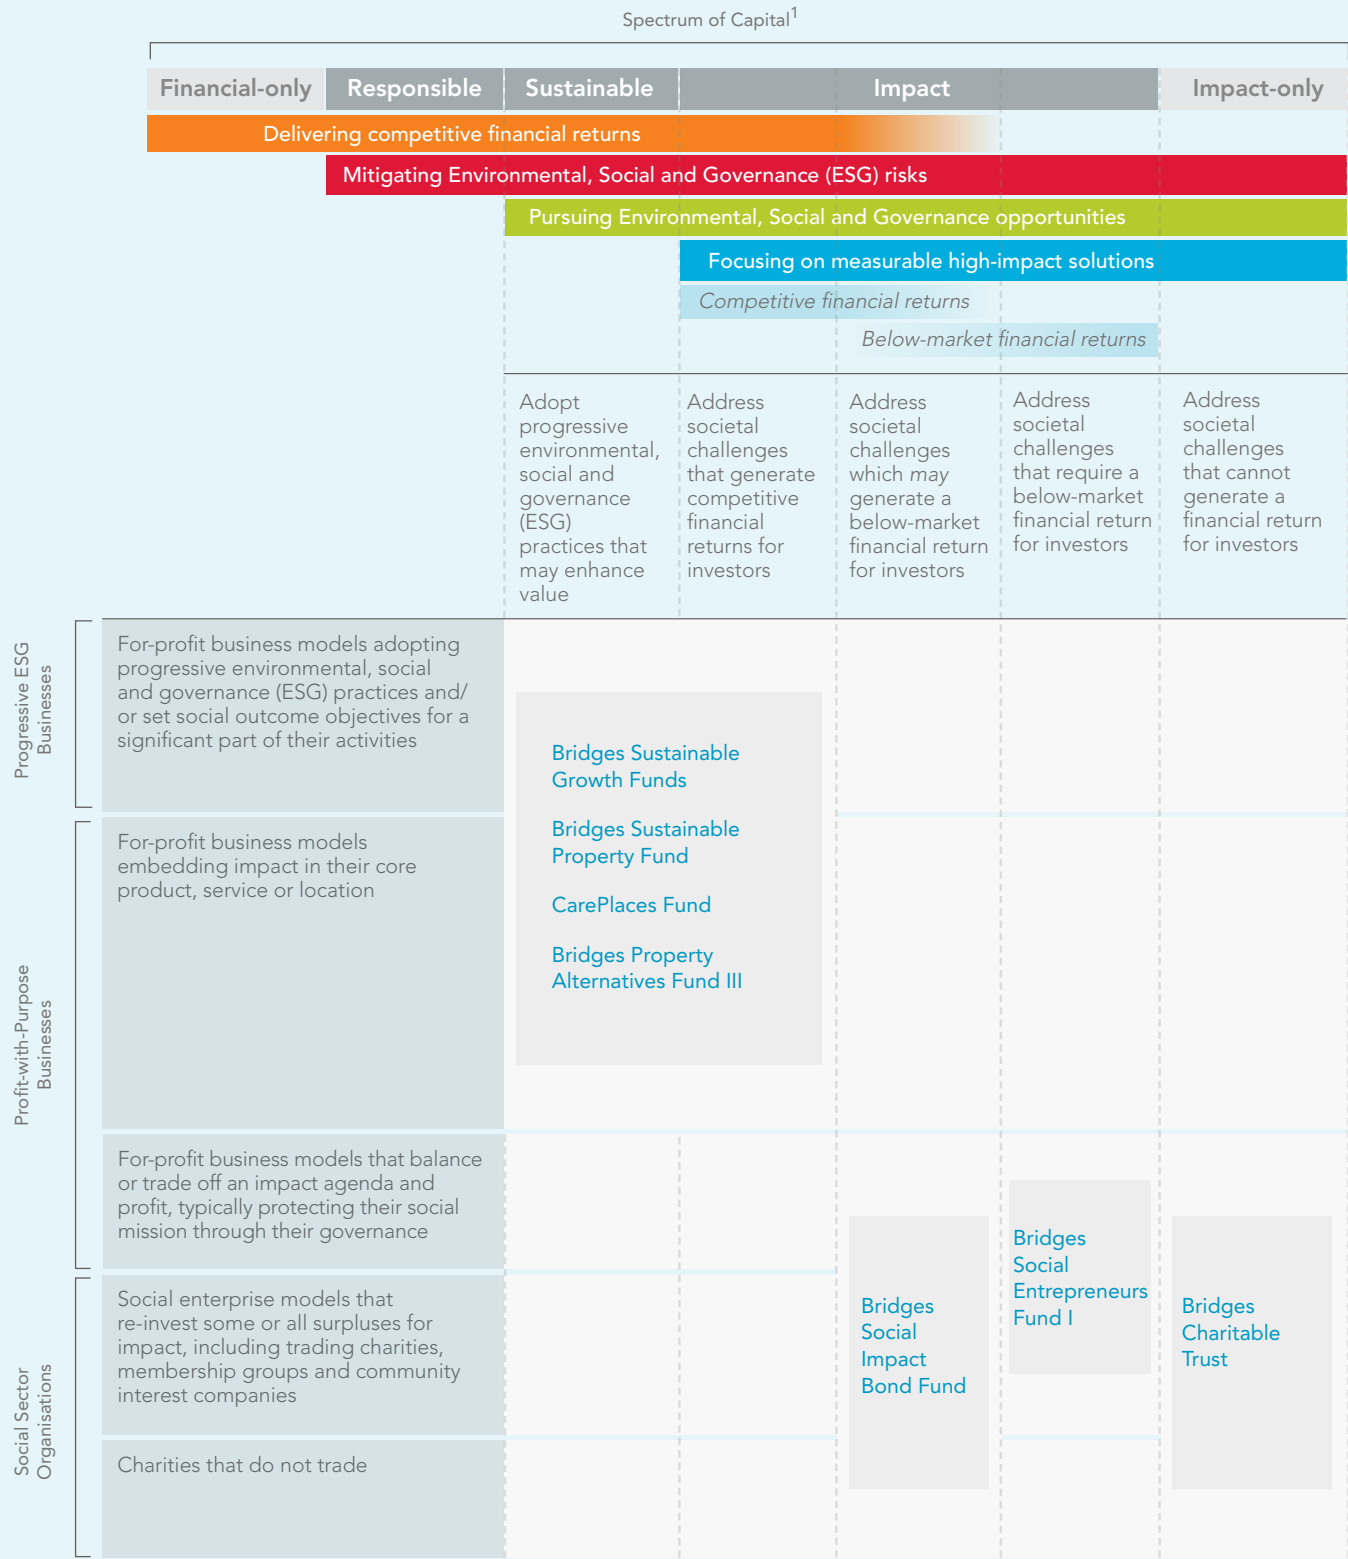 Spectrum of Capital1
Financial-only
Responsible
Sustainable
Impact
Impact-only
Delivering competitive financial returns
Mitigating Environmental, Social and Governance (ESG) risks
Pursuing Environmental, Social and Governance opportunities
Focusing on measurable high-impact solutions
Competitive financial returns
Below-market financial returns
Adopt
progressive
environmental,
social and
governance
(ESG)
practices that
may enhance
value
Address
societal
challenges
that generate
competitive
financial
returns for
investors
Address
societal
challenges
which may
generate a
below-market
financial return
for investors
Address
societal
challenges
that require a
below-market
financial return
for investors
Address
societal
challenges
that cannot
generate a
financial return
for investors
Progressive ESG
Businesses
For-profit business models adopting
progressive environmental, social
and governance (ESG) practices and/
or set social outcome objectives for a
significant part of their activities
Bridges Sustainable
Growth Funds
Bridges Sustainable
Property Fund
CarePlaces Fund
Bridges Property
Alternatives Fund III
Profit-with-Purpose
Businesses
For-profit business models
embedding impact in their core
product, service or location
For-profit business models that balance
or trade off an impact agenda and
profit, typically protecting their social
mission through their governance
Social Sector
Organisations
Social enterprise models that
re-invest some or all surpluses for
impact, including trading charities,
membership groups and community
interest companies
Bridges
Social
Impact
Bond Fund
Bridges
Social
Entrepreneurs
Fund I
Bridges
Charitable
Trust
Charities that do not trade